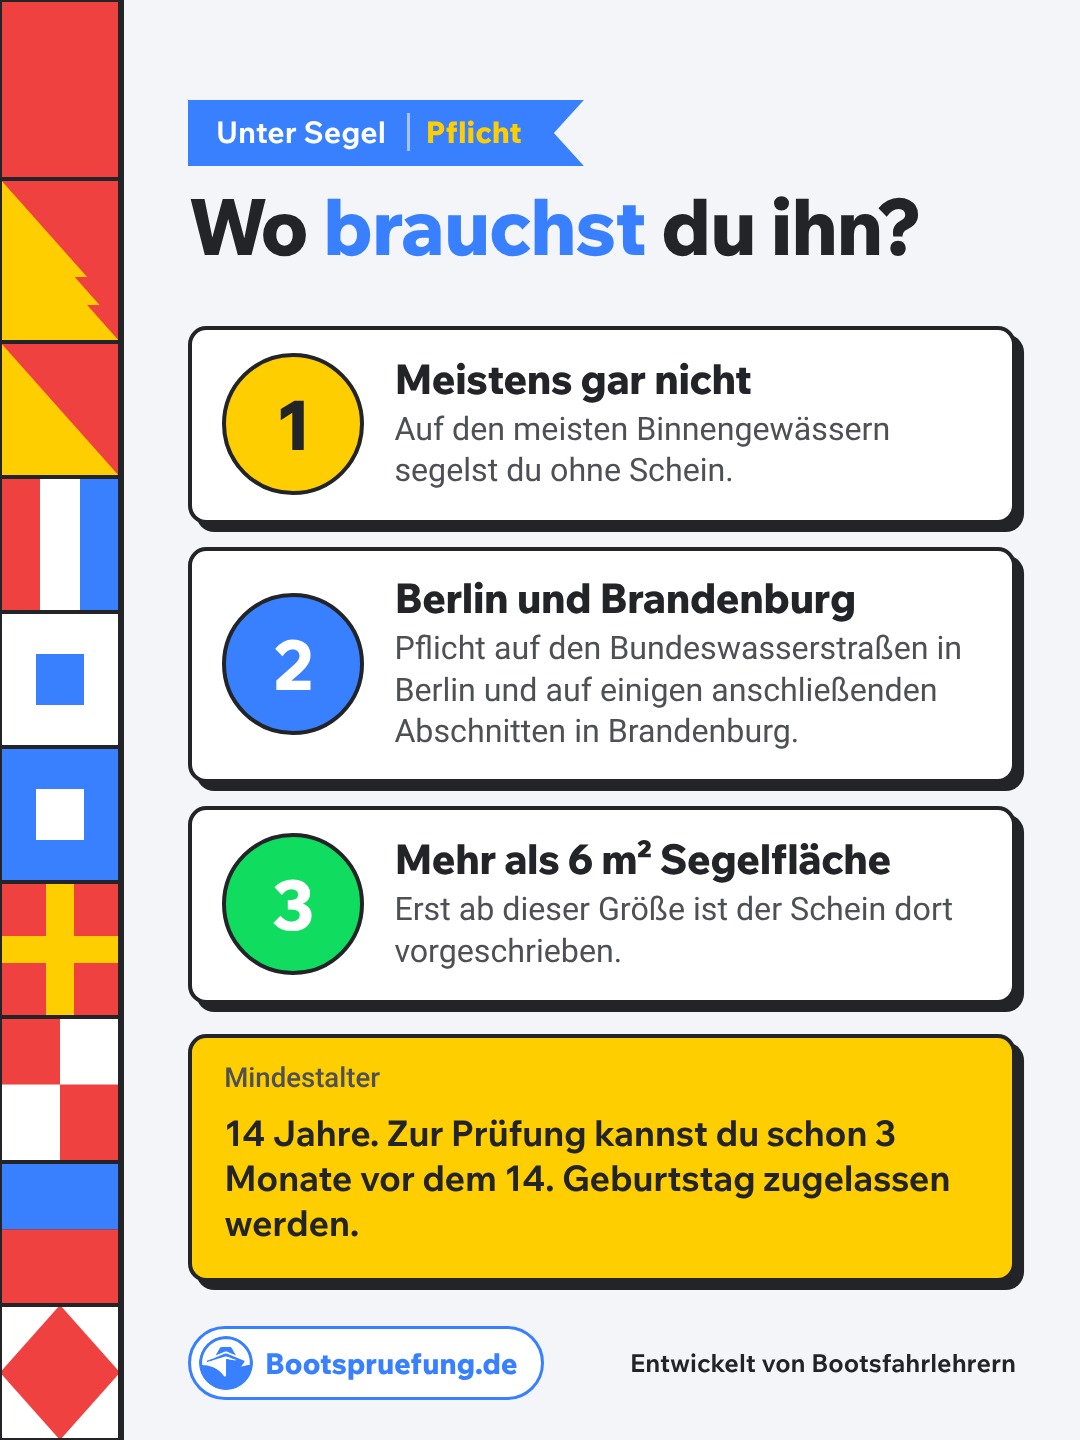 Unter Segel | Pflicht
Wo brauchst du ihn?
1
Meistens gar nicht
Auf den meisten Binnengewässern
segelst du ohne Schein.
2
Berlin und Brandenburg
Pflicht auf den Bundeswasserstraßen in
Berlin und auf einigen anschließenden
Abschnitten in Brandenburg.
3
Mehr als 6 m² Segelfläche
Erst ab dieser Größe ist der Schein dort
vorgeschrieben.
Mindestalter
14 Jahre. Zur Prüfung kannst du schon 3
Monate vor dem 14. Geburtstag zugelassen
werden.
Bootspruefung.de
Entwickelt von Bootsfahrlehrern